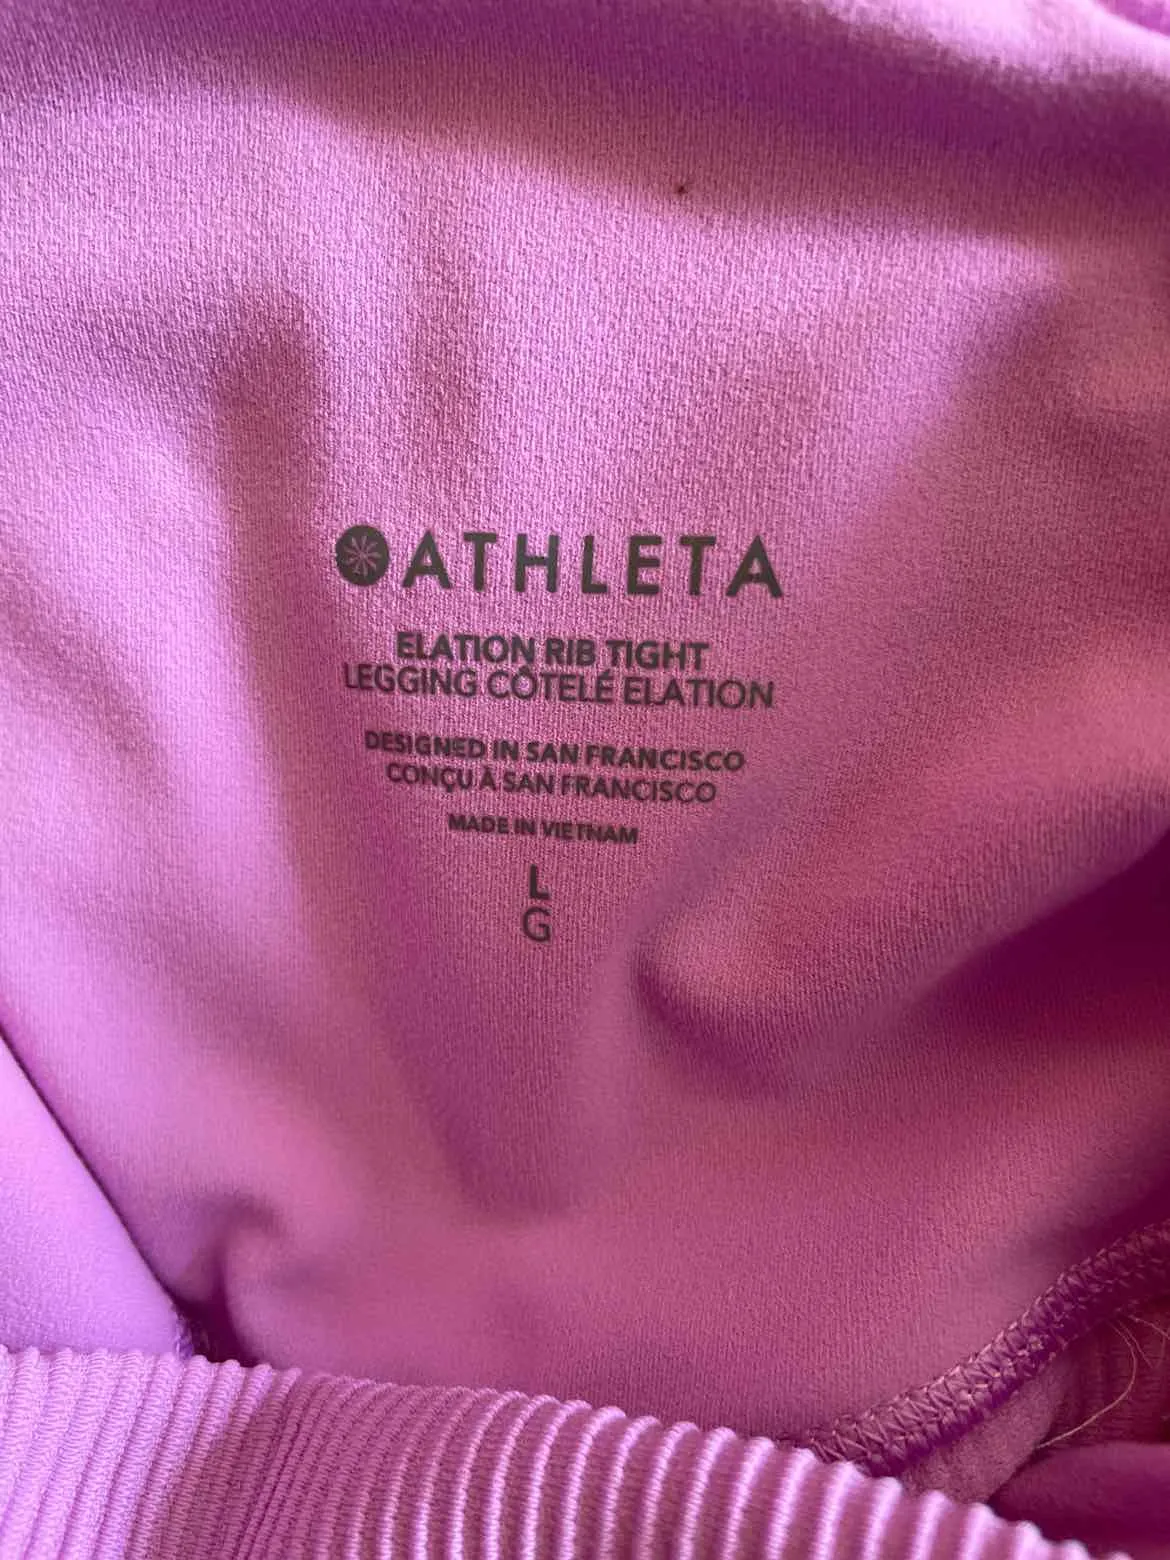 ATHLETA
ELATION RIB TIGHT
LEGGING CÔTELÉ ELATION
DESIGNED IN SAN FRANCISCO
CONÇU À SAN FRANCISCO
MADE IN VIETNAM
L
G